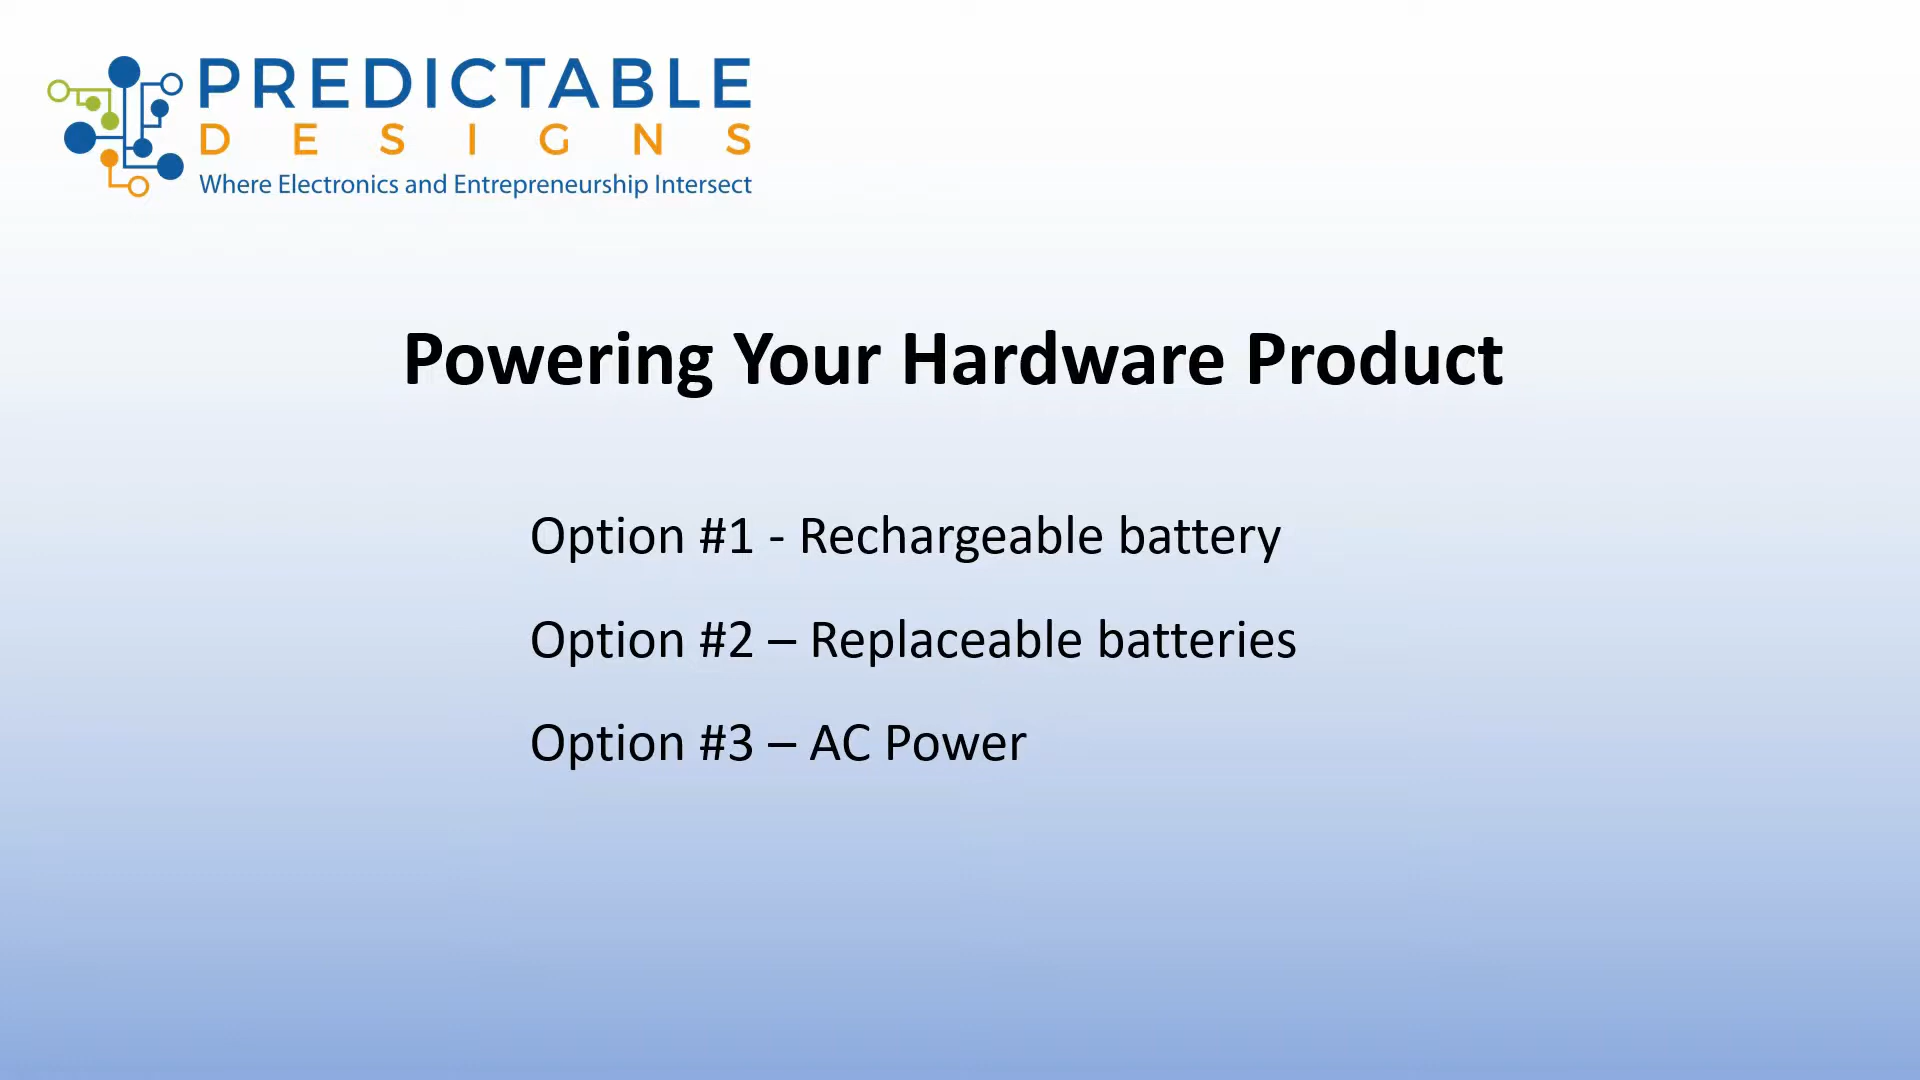 PREDICTABLE
DESIGNS
Where Electronics and Entrepreneurship Intersect
Powering Your Hardware Product
Option #1 - Rechargeable battery
Option #2 – Replaceable batteries
Option #3 – AC Power